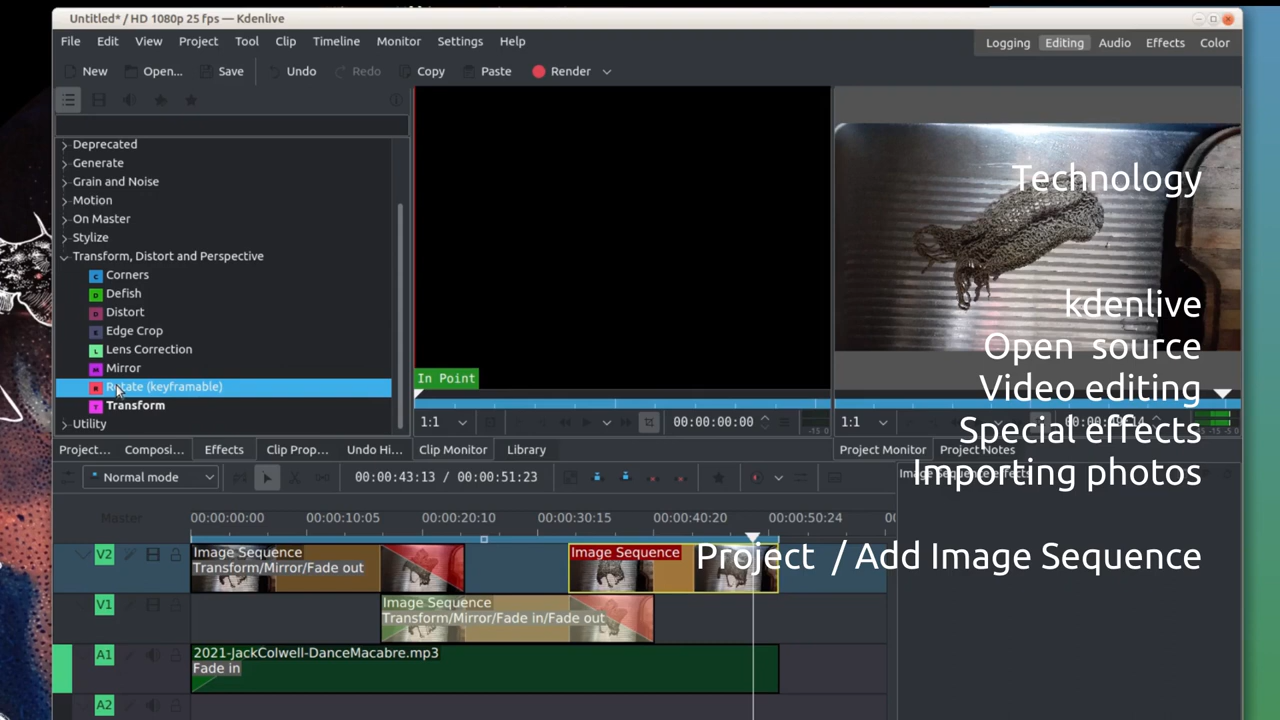 Untitled* / HD 1080p 25 fps — Kdenlive
File Edit View Project Tool Clip Timeline Monitor Settings Help
Logging Editing Audio Effects Color
New Open... Save Undo Redo Copy Paste Render
Deprecated
Generate
Grain and Noise
Motion
On Master
Stylize
Transform, Distort and Perspective
Corners
Defish
Distort
Edge Crop
Lens Correction
Mirror
Rotate (keyframable)
Transform
Utility
In Point
1:1 00:00:00:00
1:1
Technology
kdenlive
Open source
Video editing
Special effects
Importing photos
Project / Add Image Sequence
Project... Composi... Effects Clip Prop... Undo Hi... Clip Monitor Library Project Monitor Project Notes
Image Sequence effects
Normal mode 00:00:43:13 / 00:00:51:23
Master 00:00:00:00 00:00:10:05 00:00:20:10 00:00:30:15 00:00:40:20 00:00:50:24
V2 Image Sequence Image Sequence
Transform/Mirror/Fade out
V1 Image Sequence
Transform/Mirror/Fade in/Fade out
A1 2021-JackColwell-DanceMacabre.mp3
Fade in
A2